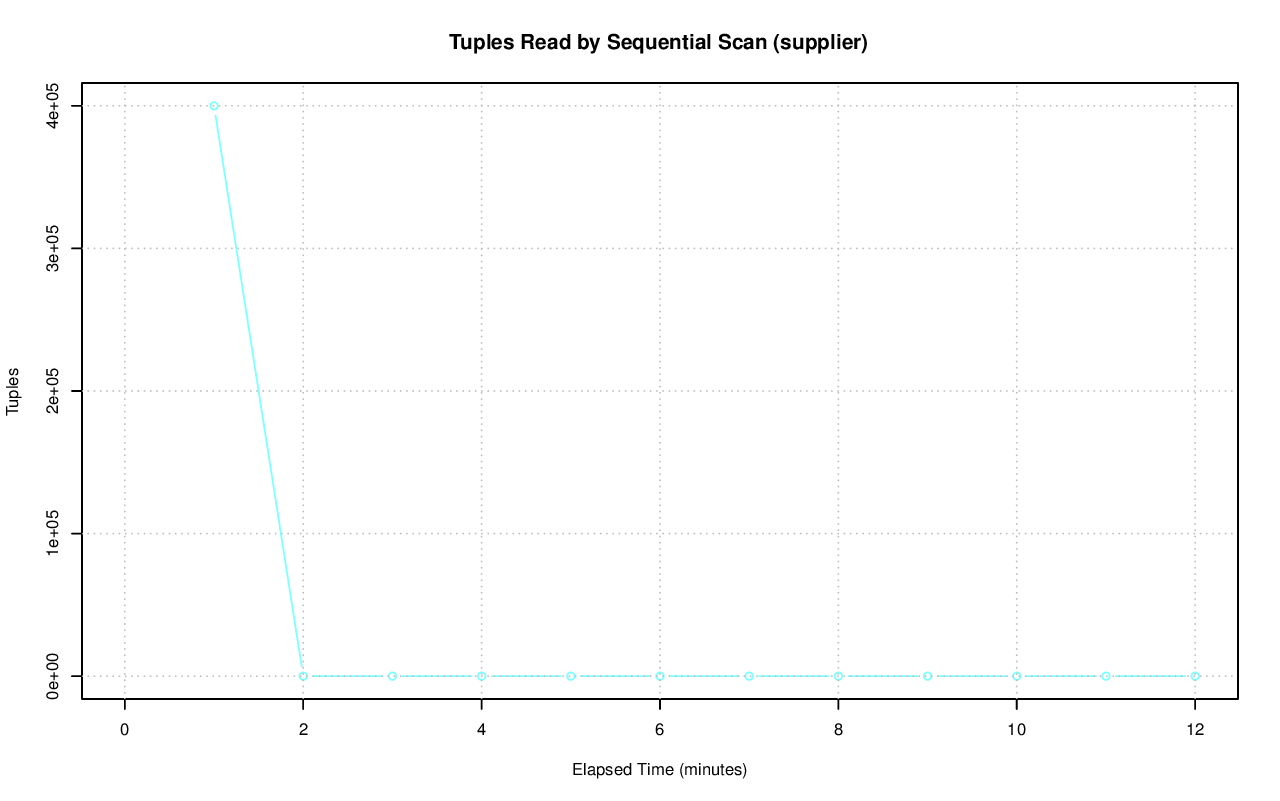 Tuples Read by Sequential Scan (supplier)
4e+05
3e+05
2e+05
1e+05
0e+00
Tuples
0 2 4 6 8 10 12
Elapsed Time (minutes)